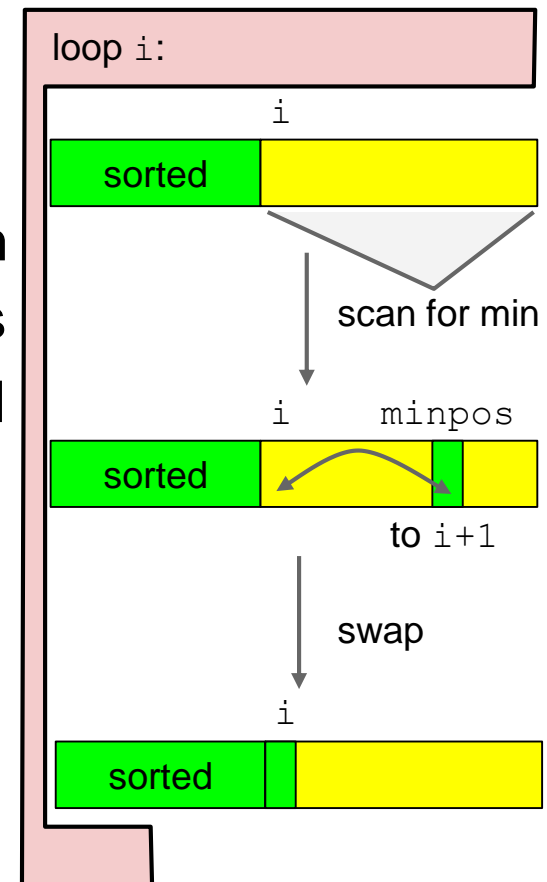 loop i:
i
sorted
scan for min
i minpos
sorted
to i+1
swap
i
sorted